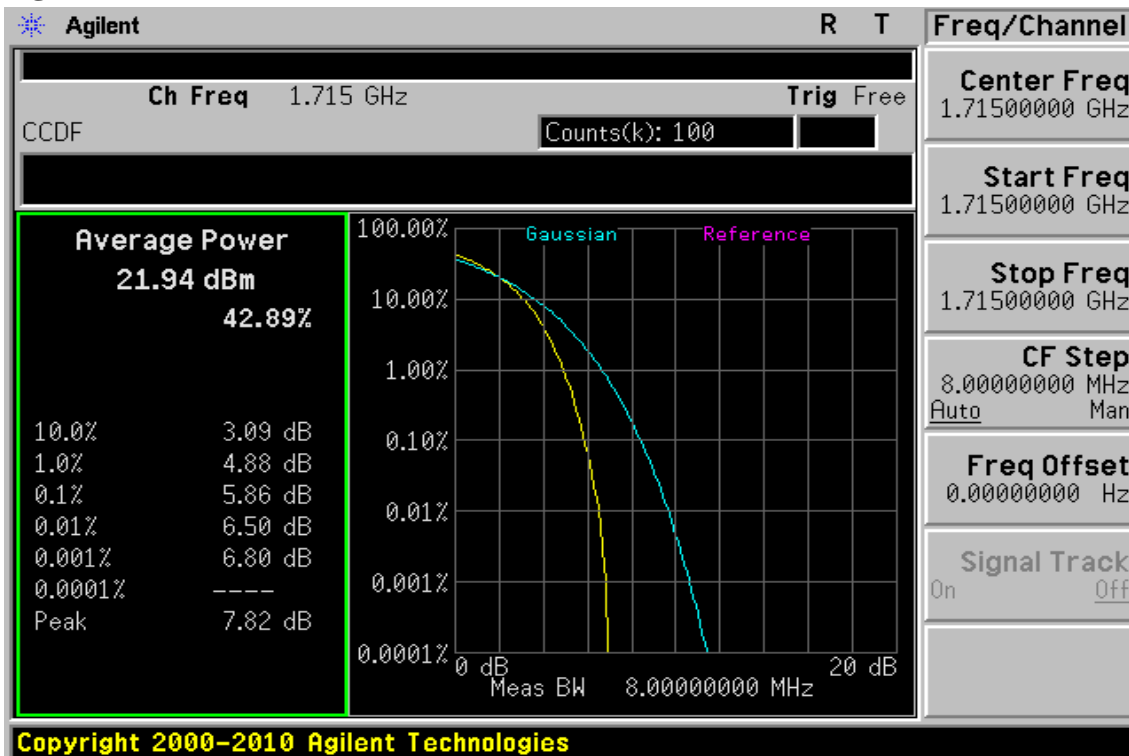 Agilent R T
Ch Freq 1.715 GHz Trig Free
CCDF Counts(k): 100
Average Power
21.94 dBm
42.89%
10.0% 3.09 dB
1.0% 4.88 dB
0.1% 5.86 dB
0.01% 6.50 dB
0.001% 6.80 dB
0.0001% ----
Peak 7.82 dB
Gaussian Reference
100.00%
10.00%
1.00%
0.10%
0.01%
0.001%
0.0001%
0 dB 20 dB
Meas BW 8.00000000 MHz
Freq/Channel
Center Freq
1.71500000 GHz
Start Freq
1.71500000 GHz
Stop Freq
1.71500000 GHz
CF Step
8.00000000 MHz
Auto Man
Freq Offset
0.00000000 Hz
Signal Track
On Off
Copyright 2000-2010 Agilent Technologies